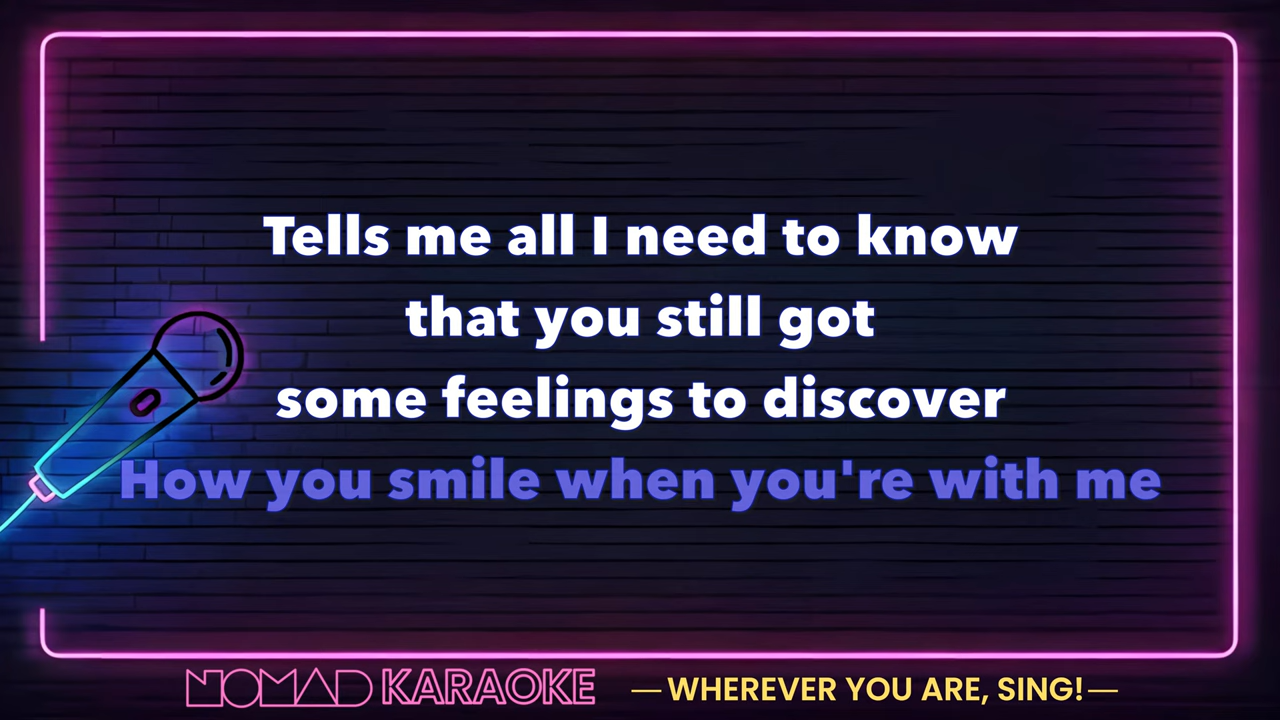 Tells me all I need to know
that you still got
some feelings to discover
How you smile when you're with me
NOMAD KARAOKE —WHEREVER YOU ARE, SING!—